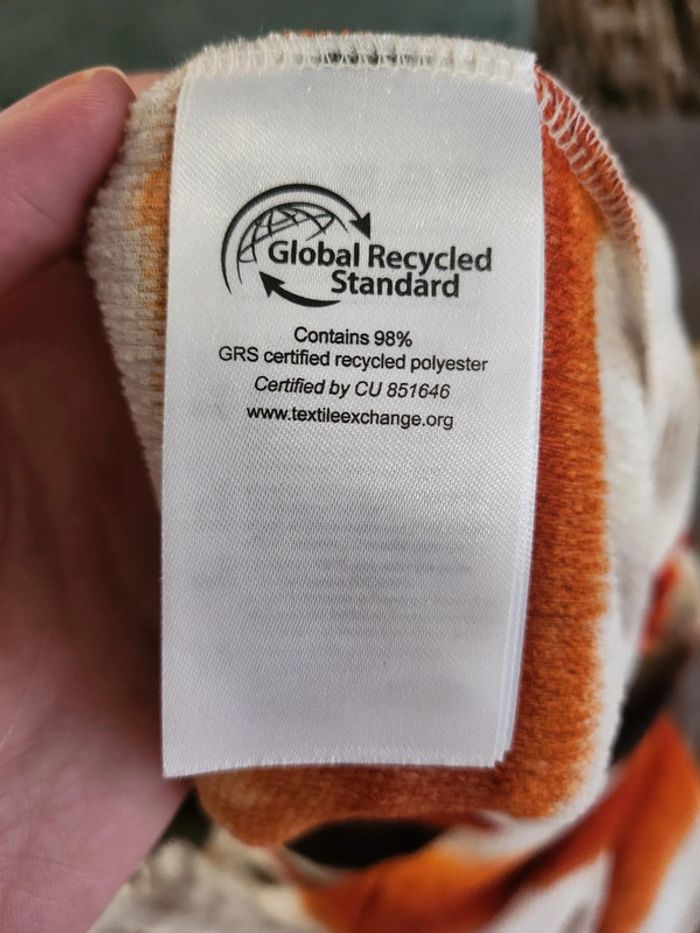 Global Recycled
Standard
Contains 98%
GRS certified recycled polyester
Certified by CU 851646
www.textileexchange.org